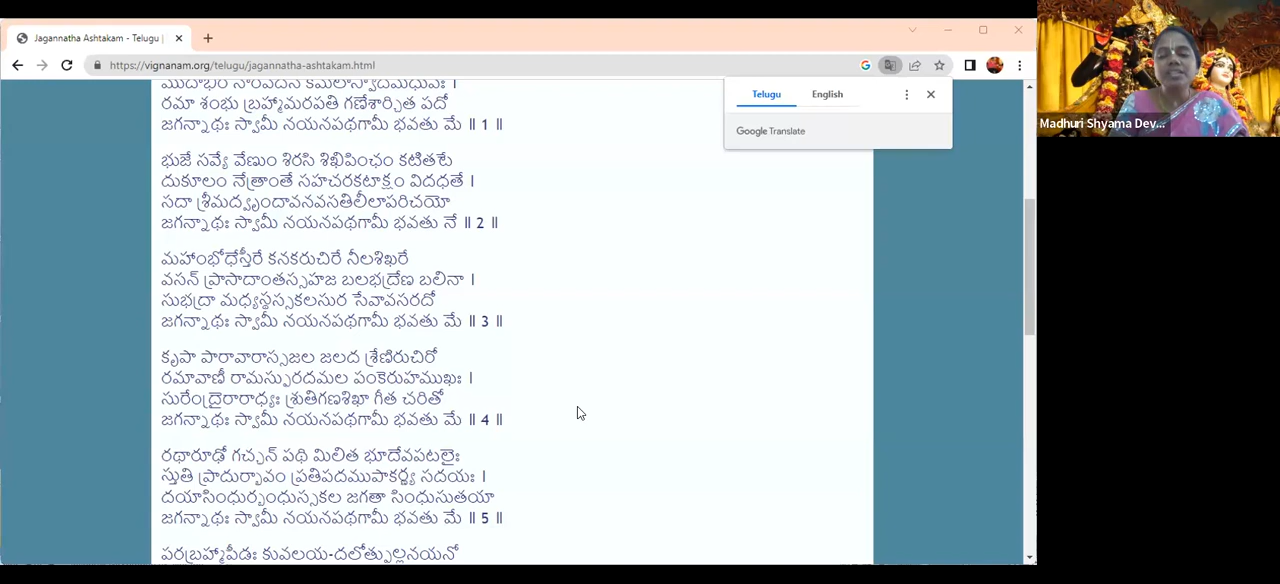 Jagannatha Ashtakam - Telugu |
https://vignanam.org/telugu/jagannatha-ashtakam.html
Telugu English
Google Translate
Madhuri Shyama Dev...
రమా శంభు బ్రహ్మామరపతి గణేశార్చిత పదో
జగన్నాథః స్వామీ నయనపథగామీ భవతు మే ॥ 1 ॥
భుజే సవ్యే వేణుం శిరసి శిఖిపింఛం కటితటే
దుకూలం నేత్రాంతే సహచరకటాక్షం విదధతే ।
సదా శ్రీమద్వృందావనవసతిలీలాపరిచయో
జగన్నాథః స్వామీ నయనపథగామీ భవతు నే ॥ 2 ॥
మహాంభోధేస్తీరే కనకరుచిరే నీలశిఖరే
వసన్ ప్రాసాదాంతస్సహజ బలభద్రేణ బలినా ।
సుభద్రా మధ్యస్థస్సకలసుర సేవావసరదో
జగన్నాథః స్వామీ నయనపథగామీ భవతు మే ॥ 3 ॥
కృపా పారావారాస్సజల జలద శ్రేణిరుచిరో
రమావాణీ రామస్ఫురదమల పంకెరుహముఖః ।
సురేంద్రైరారాధ్యః శ్రుతిగణశిఖా గీత చరితో
జగన్నాథః స్వామీ నయనపథగామీ భవతు మే ॥ 4 ॥
రథారూఢో గచ్ఛన్ పథి మిలిత భూదేవపటలైః
స్తుతి ప్రాదుర్భావం ప్రతిపదముపాకర్ణ్య సదయః ।
దయాసింధుర్బంధుస్సకల జగతా సింధుసుతయా
జగన్నాథః స్వామీ నయనపథగామీ భవతు మే ॥ 5 ॥
పరబ్రహ్మాపీడః కువలయ-దలోత్ఫుల్లనయనో